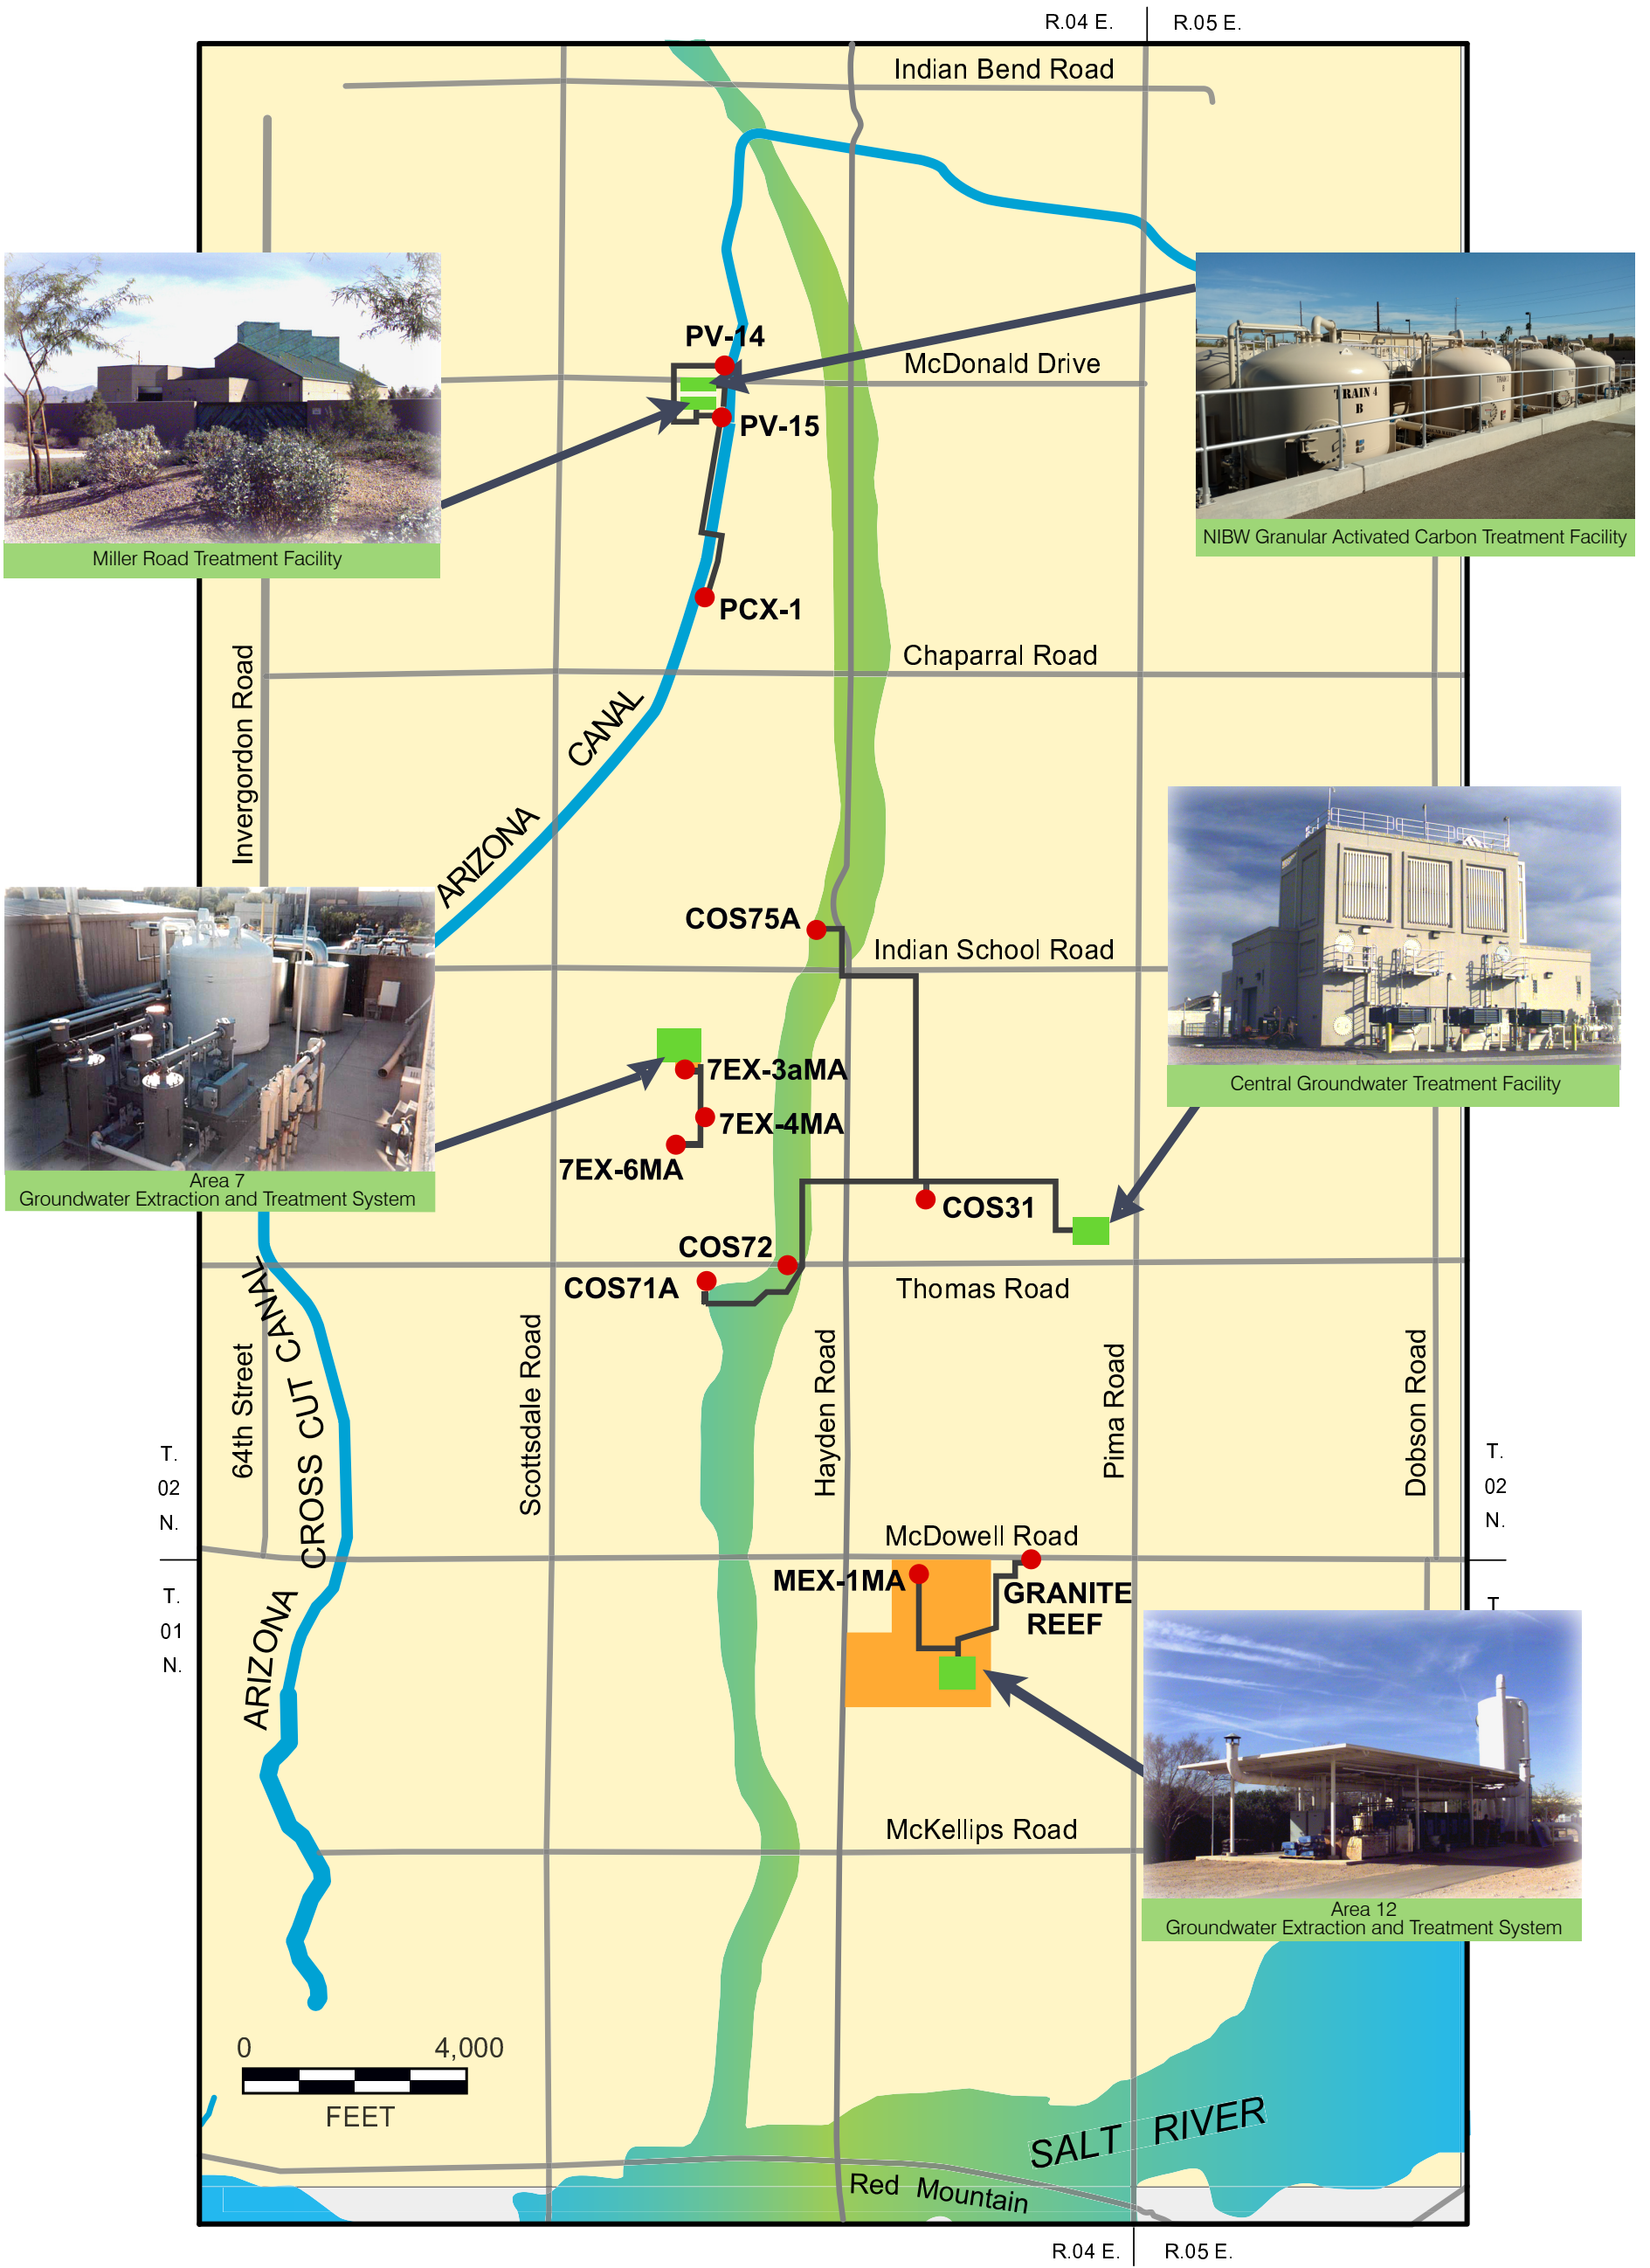 R.04 E.
R.05 E.
Indian Bend Road
PV-14
McDonald Drive
TRAIN 4
B
PV-15
NIBW Granular Activated Carbon Treatment Facility
Miller Road Treatment Facility
PCX-1
Chaparral Road
Invergordon Road
ARIZONA CANAL
COS75A
Indian School Road
7EX-3aMA
Central Groundwater Treatment Facility
7EX-4MA
7EX-6MA
Area 7
Groundwater Extraction and Treatment System
COS31
COS72
COS71A
Thomas Road
64th Street
ARIZONA CROSS CUT CANAL
Scottsdale Road
Hayden Road
Pima Road
Dobson Road
T.
02
N.
T.
02
N.
McDowell Road
MEX-1MA
GRANITE
REEF
T.
01
N.
T.
McKellips Road
Area 12
Groundwater Extraction and Treatment System
0
4,000
FEET
SALT RIVER
Red Mountain
R.04 E.
R.05 E.